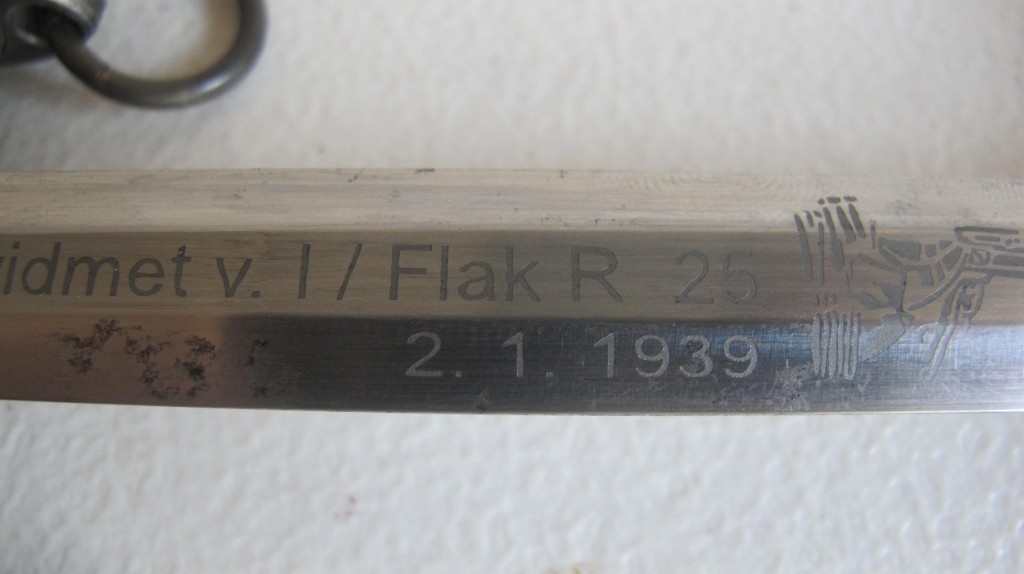 idmet v. I / Flak R 25
2. 1. 1939